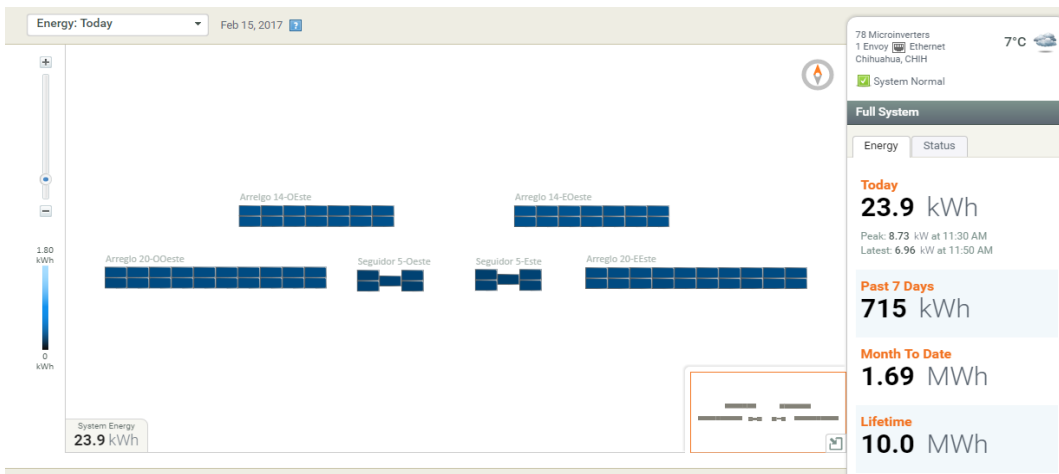 Energy: Today
Feb 15, 2017 ?
1.80
kWh
0
kWh
Arrelgo 14-OEste
Arreglo 14-EOeste
Arreglo 20-OOeste
Seguidor 5-Oeste
Seguidor 5-Este
Arreglo 20-EEste
System Energy
23.9 kWh
78 Microinverters
1 Envoy Ethernet
Chihuahua, CHIH
7°C
System Normal
Full System
Energy
Status
Today
23.9 kWh
Peak: 8.73 kW at 11:30 AM
Latest: 6.96 kW at 11:50 AM
Past 7 Days
715 kWh
Month To Date
1.69 MWh
Lifetime
10.0 MWh